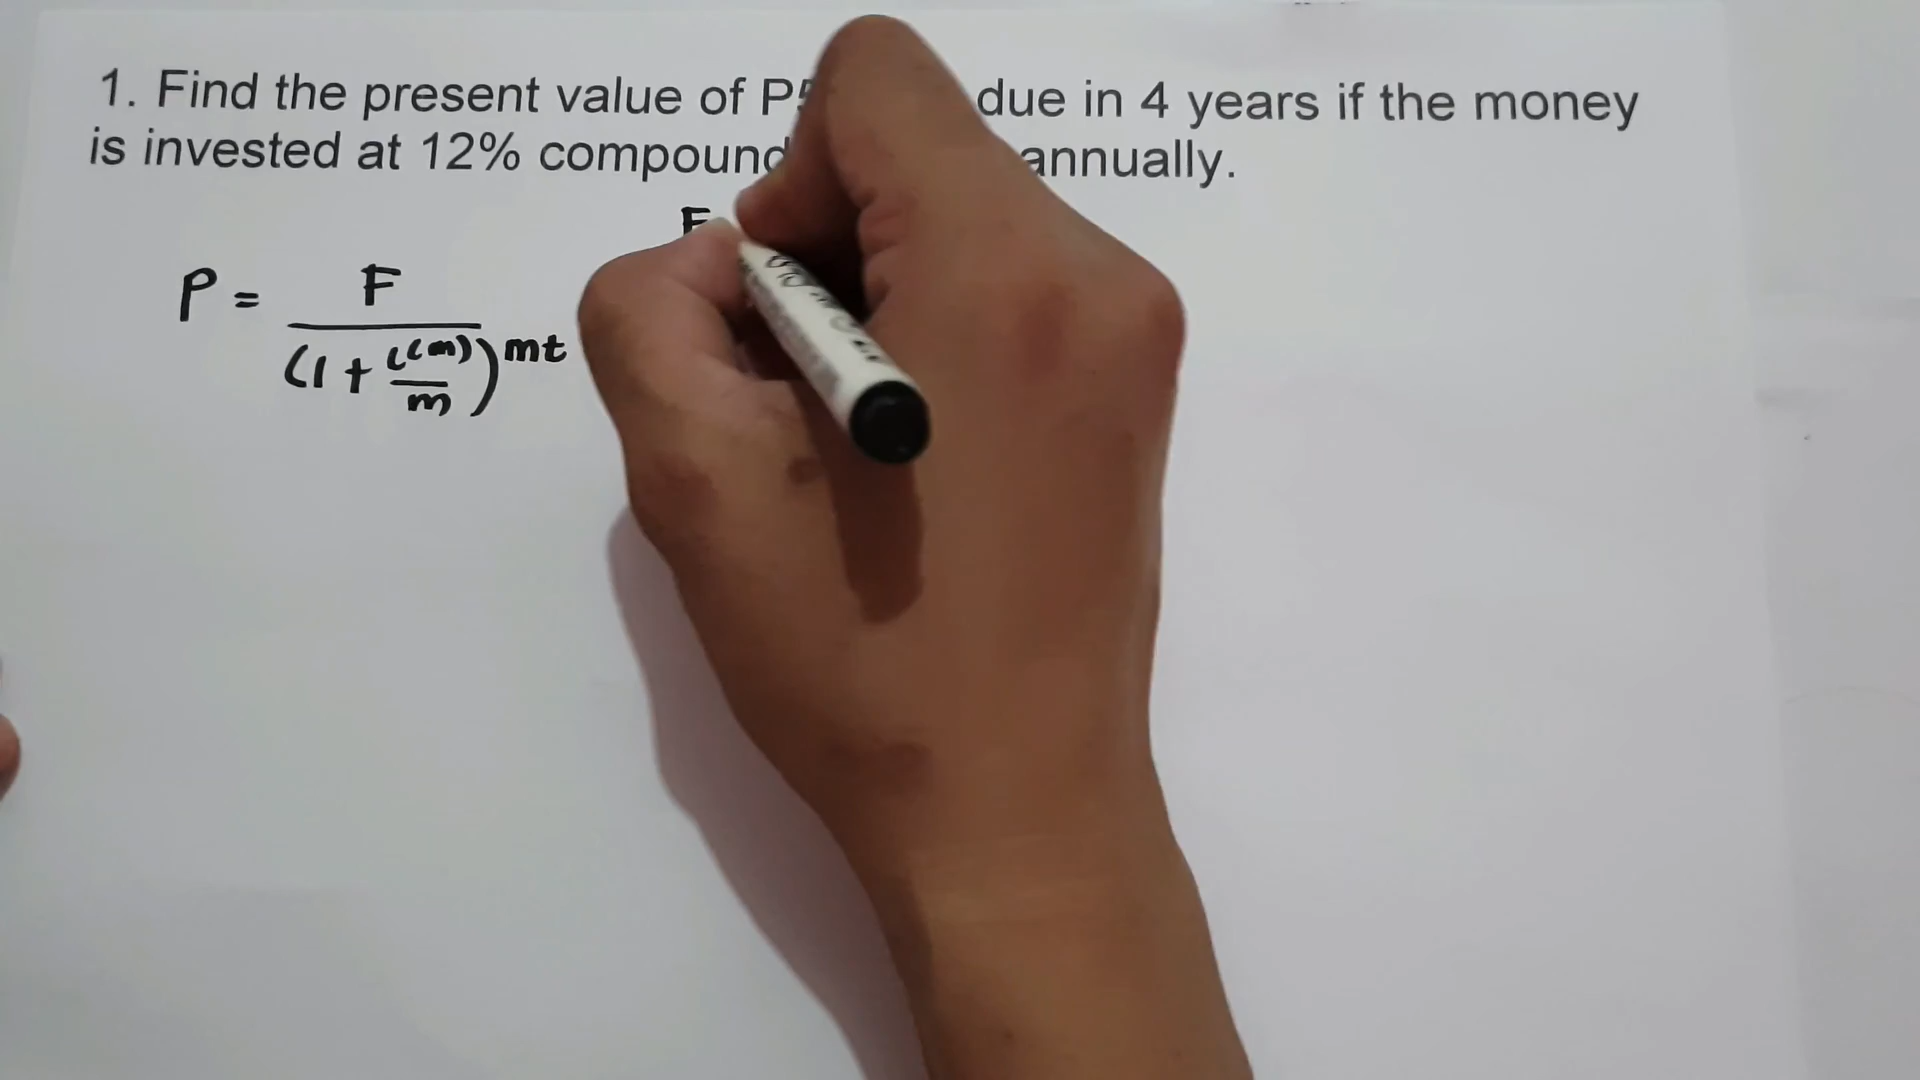 1. Find the present value of P5 due in 4 years if the money
is invested at 12% compound annually.
F
P = F / (1 + i^(m) / m)^mt